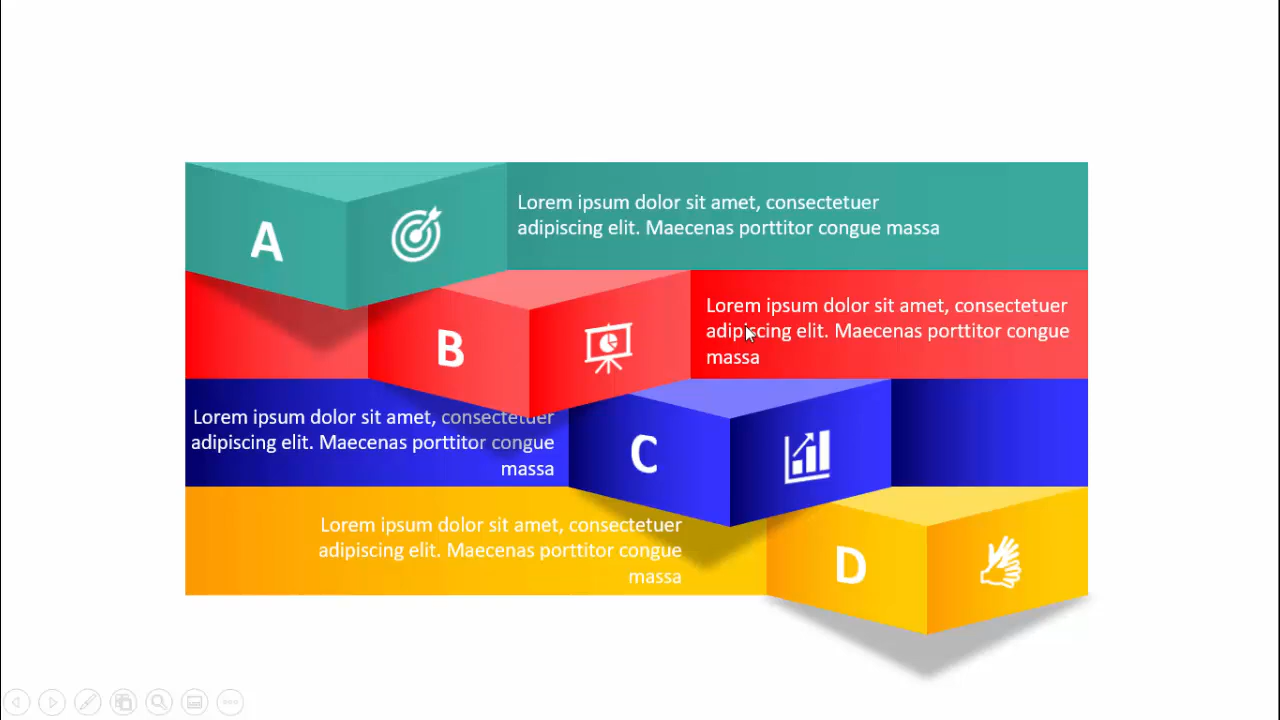 A
Lorem ipsum dolor sit amet, consectetuer
adipiscing elit. Maecenas porttitor congue massa
B
Lorem ipsum dolor sit amet, consectetuer
adipiscing elit. Maecenas porttitor congue
massa
Lorem ipsum dolor sit amet, consectetuer
adipiscing elit. Maecenas porttitor congue
massa
C
Lorem ipsum dolor sit amet, consectetuer
adipiscing elit. Maecenas porttitor congue
massa
D